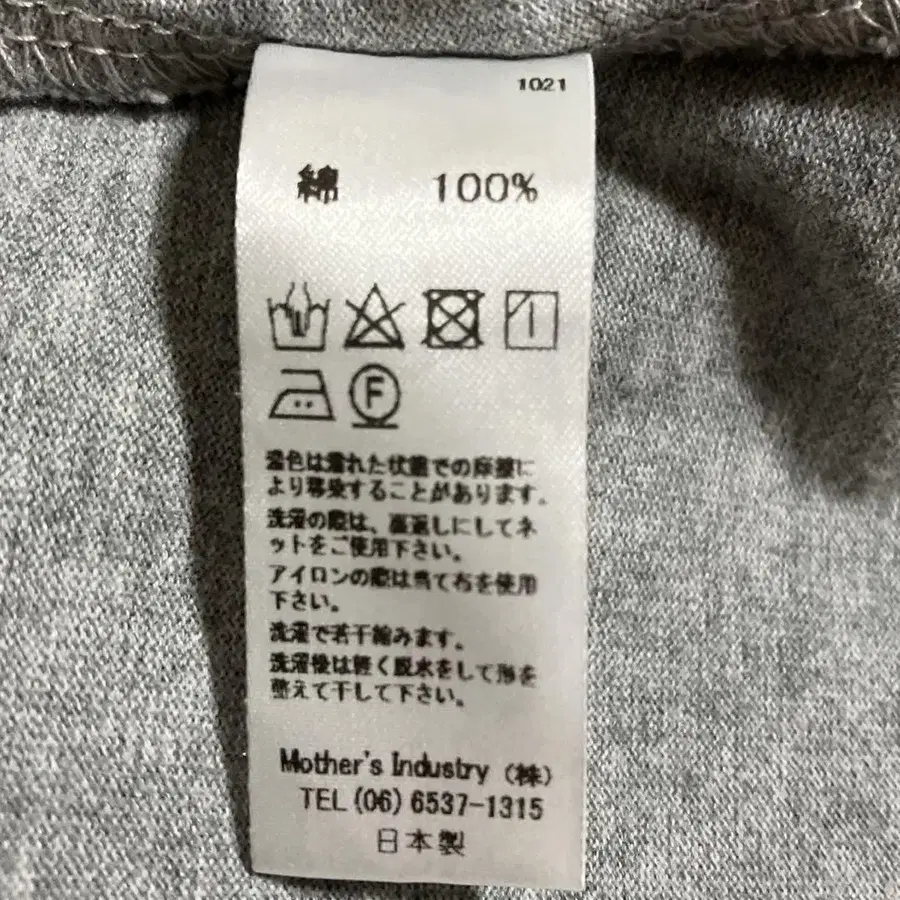 1021
綿 100%
F
濃色は濡れた状態での摩擦に
より移染することがあります。
洗濯の際は、裏返しにしてネ
ットをご使用下さい。
アイロンの際は当て布を使用
下さい。
洗濯で若干縮みます。
洗濯後は軽く脱水をして形を
整えて干して下さい。
Mother's Industry (株)
TEL (06) 6537-1315
日本製